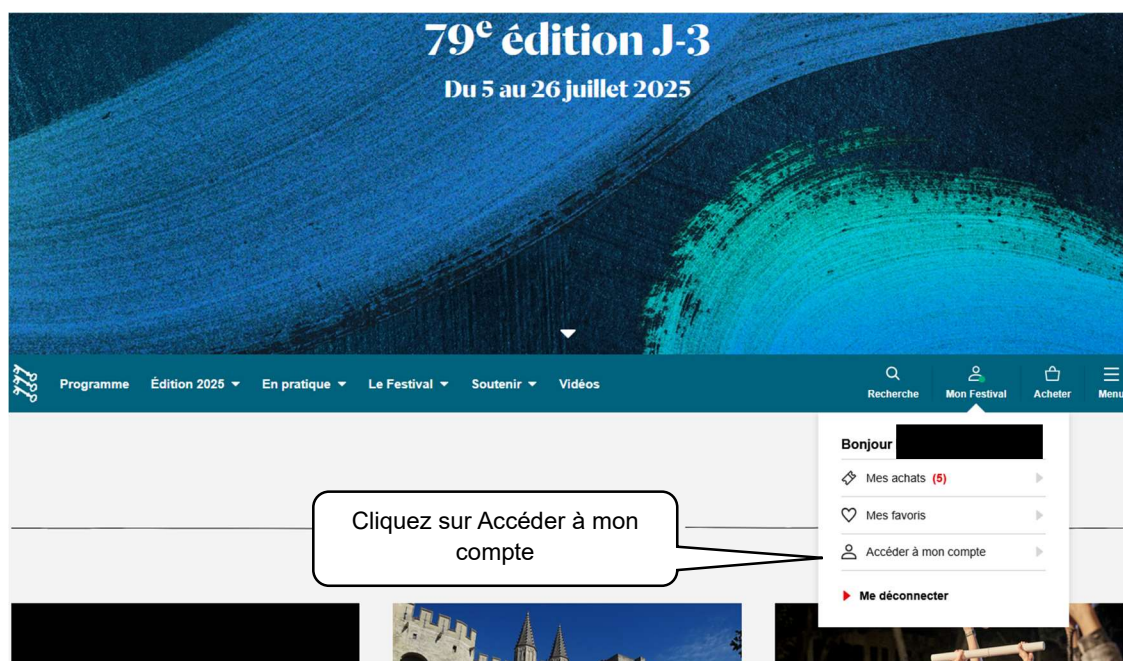 79e édition J-3
Du 5 au 26 juillet 2025
Programme Édition 2025 En pratique Le Festival Soutenir Vidéos
Recherche Mon Festival Acheter Menu
Bonjour
Mes achats (5)
Mes favoris
Accéder à mon compte
Me déconnecter
Cliquez sur Accéder à mon
compte